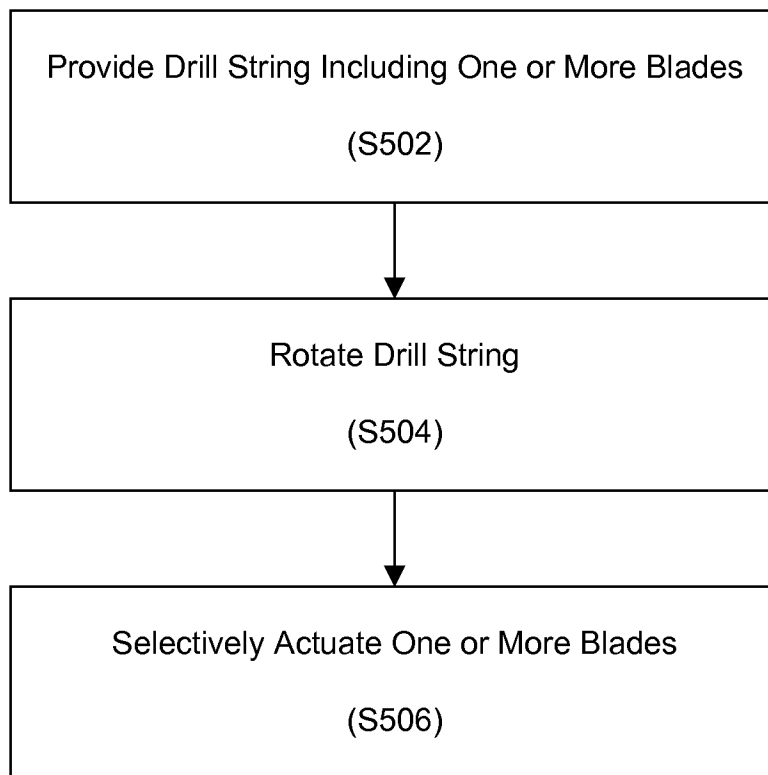 Provide Drill String Including One or More Blades
(S502)
Rotate Drill String
(S504)
Selectively Actuate One or More Blades
(S506)